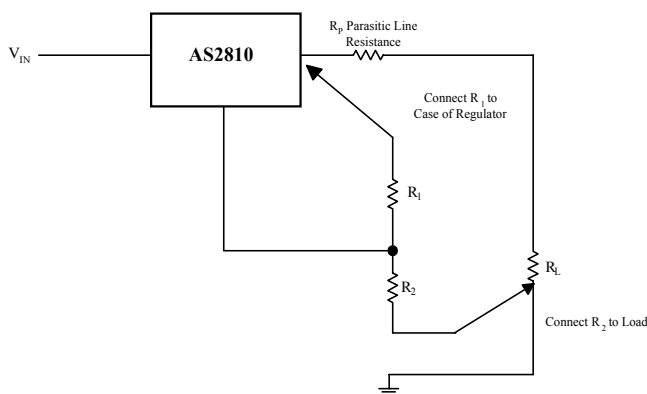 R_P Parasitic Line
Resistance
V_IN
AS2810
Connect R_1 to
Case of Regulator
R_1
R_L
R_2
Connect R_2 to Load